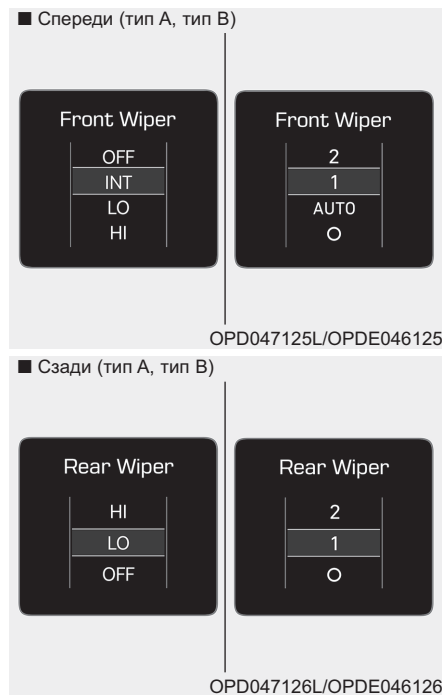 ■ Спереди (тип A, тип B)
Front Wiper
OFF
INT
LO
HI
Front Wiper
2
1
AUTO
O
OPD047125L/OPDE046125
■ Сзади (тип A, тип B)
Rear Wiper
HI
LO
OFF
Rear Wiper
2
1
O
OPD047126L/OPDE046126